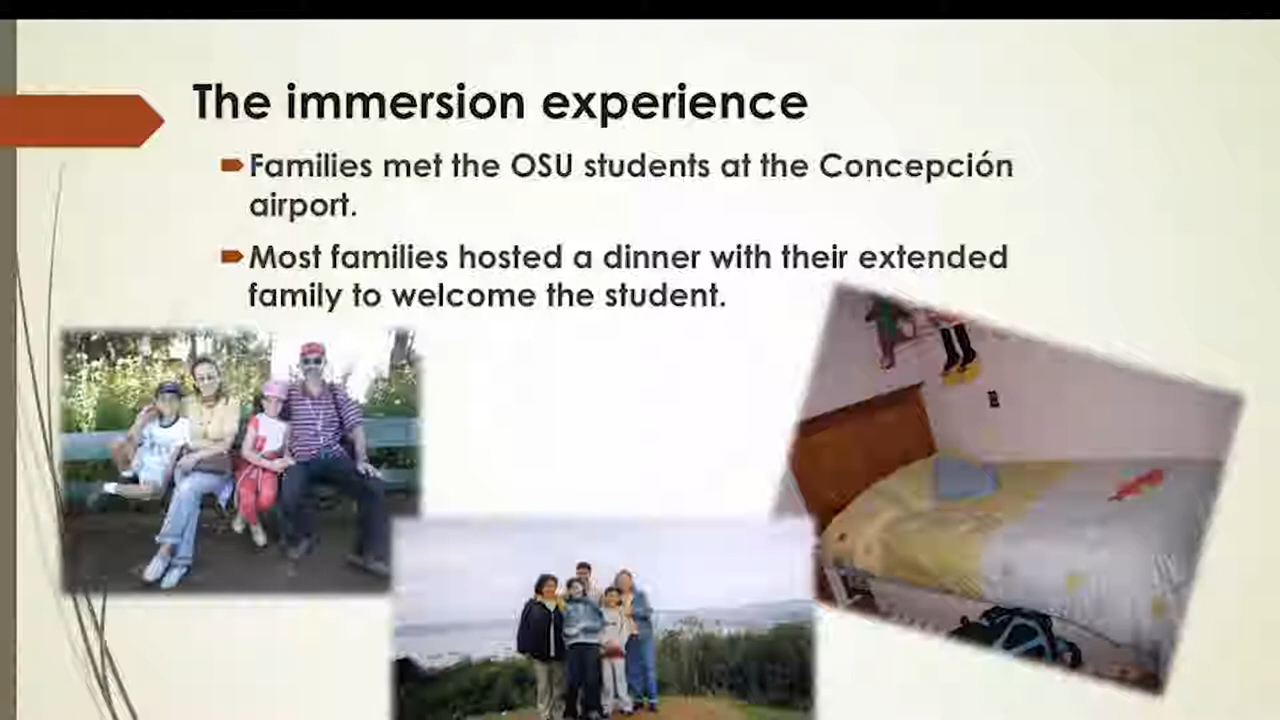 The immersion experience
Families met the OSU students at the Concepción
airport.
Most families hosted a dinner with their extended
family to welcome the student.